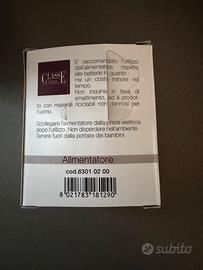 CLASSE
È raccomandato l'utilizzo
dell'alimentatore rispetto
alle batterie in quanto :
Ha un costo minore nel
tempo.
Non inquina in fase di
smaltimento, ed è prodot-
to con materiali riciclabili non dannosi per
l'uomo.
Scollegare l'alimentatore dalla presa elettrica
dopo l'utilizzo. Non disperdere nell'ambiente
Tenere fuori dalla portata dei bambini.
Alimentatore
cod.6301 02 00
8 021783 181290
subito